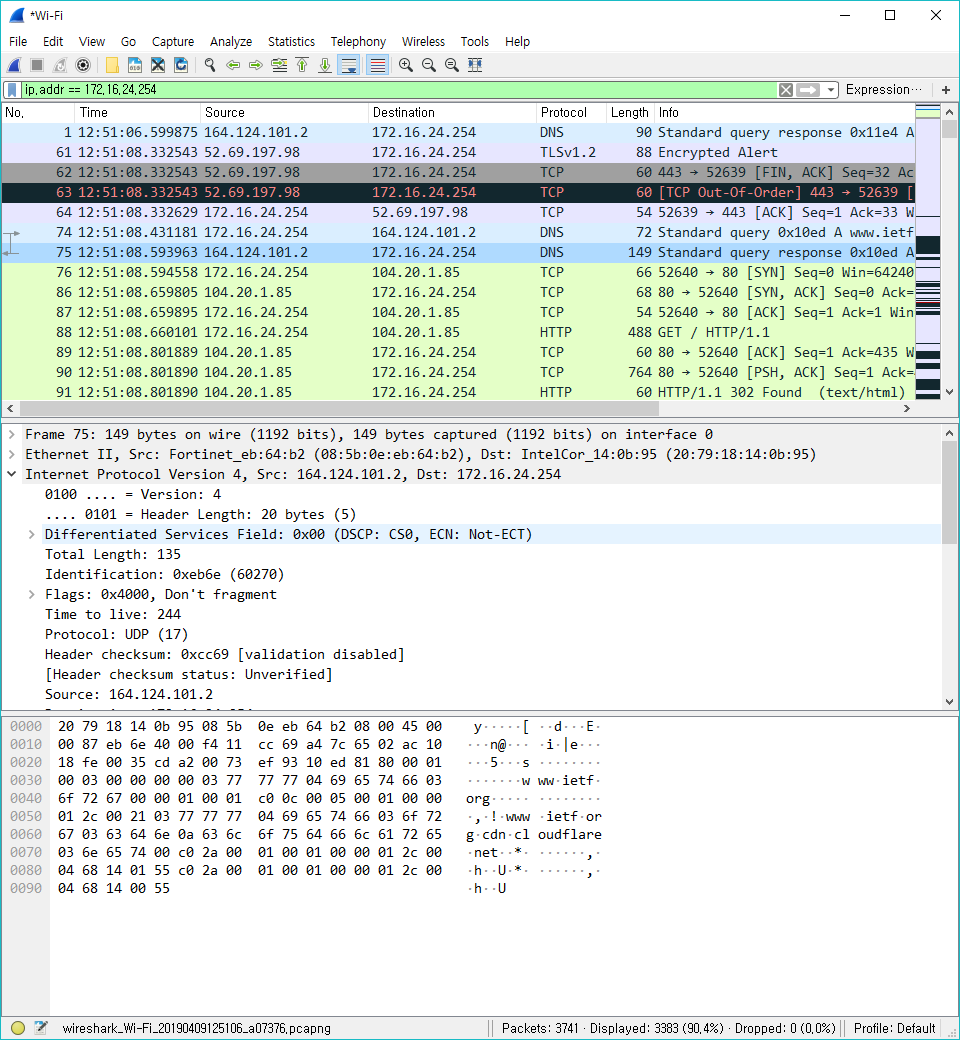 *Wi-Fi
File Edit View Go Capture Analyze Statistics Telephony Wireless Tools Help
ip.addr == 172.16.24.254 Expression… +
No. Time Source Destination Protocol Length Info
1 12:51:06.599875 164.124.101.2 172.16.24.254 DNS 90 Standard query response 0x11e4 A
61 12:51:08.332543 52.69.197.98 172.16.24.254 TLSv1.2 88 Encrypted Alert
62 12:51:08.332543 52.69.197.98 172.16.24.254 TCP 60 443 → 52639 [FIN, ACK] Seq=32 Ac
63 12:51:08.332543 52.69.197.98 172.16.24.254 TCP 60 [TCP Out-Of-Order] 443 → 52639 [
64 12:51:08.332629 172.16.24.254 52.69.197.98 TCP 54 52639 → 443 [ACK] Seq=1 Ack=33 W
74 12:51:08.431181 172.16.24.254 164.124.101.2 DNS 72 Standard query 0x10ed A www.ietf
75 12:51:08.593963 164.124.101.2 172.16.24.254 DNS 149 Standard query response 0x10ed A
76 12:51:08.594558 172.16.24.254 104.20.1.85 TCP 66 52640 → 80 [SYN] Seq=0 Win=64240
86 12:51:08.659805 104.20.1.85 172.16.24.254 TCP 68 80 → 52640 [SYN, ACK] Seq=0 Ack=
87 12:51:08.659895 172.16.24.254 104.20.1.85 TCP 54 52640 → 80 [ACK] Seq=1 Ack=1 Win
88 12:51:08.660101 172.16.24.254 104.20.1.85 HTTP 488 GET / HTTP/1.1
89 12:51:08.801889 104.20.1.85 172.16.24.254 TCP 60 80 → 52640 [ACK] Seq=1 Ack=435 W
90 12:51:08.801890 104.20.1.85 172.16.24.254 TCP 764 80 → 52640 [PSH, ACK] Seq=1 Ack=
91 12:51:08.801890 104.20.1.85 172.16.24.254 HTTP 60 HTTP/1.1 302 Found (text/html)
Frame 75: 149 bytes on wire (1192 bits), 149 bytes captured (1192 bits) on interface 0
Ethernet II, Src: Fortinet_eb:64:b2 (08:5b:0e:eb:64:b2), Dst: IntelCor_14:0b:95 (20:79:18:14:0b:95)
Internet Protocol Version 4, Src: 164.124.101.2, Dst: 172.16.24.254
0100 .... = Version: 4
.... 0101 = Header Length: 20 bytes (5)
Differentiated Services Field: 0x00 (DSCP: CS0, ECN: Not-ECT)
Total Length: 135
Identification: 0xeb6e (60270)
Flags: 0x4000, Don't fragment
Time to live: 244
Protocol: UDP (17)
Header checksum: 0xcc69 [validation disabled]
[Header checksum status: Unverified]
Source: 164.124.101.2
0000 20 79 18 14 0b 95 08 5b 0e eb 64 b2 08 00 45 00 y·····[ ··d···E·
0010 00 87 eb 6e 40 00 f4 11 cc 69 a4 7c 65 02 ac 10 ···n@··· ·i·|e···
0020 18 fe 00 35 cd a2 00 73 ef 93 10 ed 81 80 00 01 ···5···s ········
0030 00 03 00 00 00 00 03 77 77 77 04 69 65 74 66 03 ·······w ww·ietf·
0040 6f 72 67 00 00 01 00 01 c0 0c 00 05 00 01 00 00 org····· ········
0050 01 2c 00 21 03 77 77 77 04 69 65 74 66 03 6f 72 ·,·!·www ·ietf·or
0060 67 03 63 64 6e 0a 63 6c 6f 75 64 66 6c 61 72 65 g·cdn·cl oudflare
0070 03 6e 65 74 00 c0 2a 00 01 00 01 00 00 01 2c 00 ·net··*· ······,·
0080 04 68 14 01 55 c0 2a 00 01 00 01 00 00 01 2c 00 ·h··U·*· ······,·
0090 04 68 14 00 55 ·h··U
wireshark_Wi-Fi_20190409125106_a07376.pcapng Packets: 3741 · Displayed: 3383 (90,4%) · Dropped: 0 (0,0%) Profile: Default